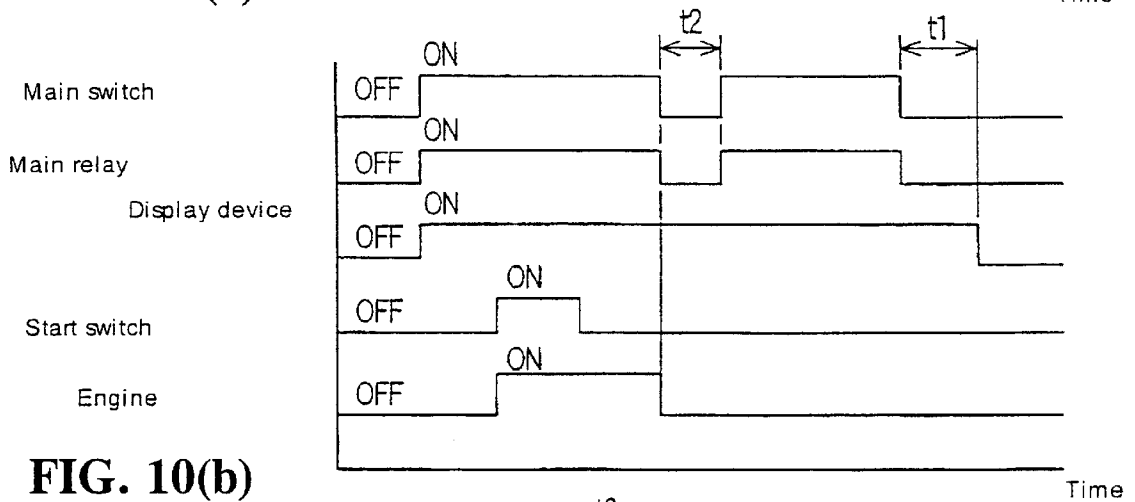 t2
t1
ON
Main switch
OFF
ON
Main relay
OFF
ON
Display device
OFF
ON
Start switch
OFF
ON
Engine
OFF
FIG. 10(b)
Time